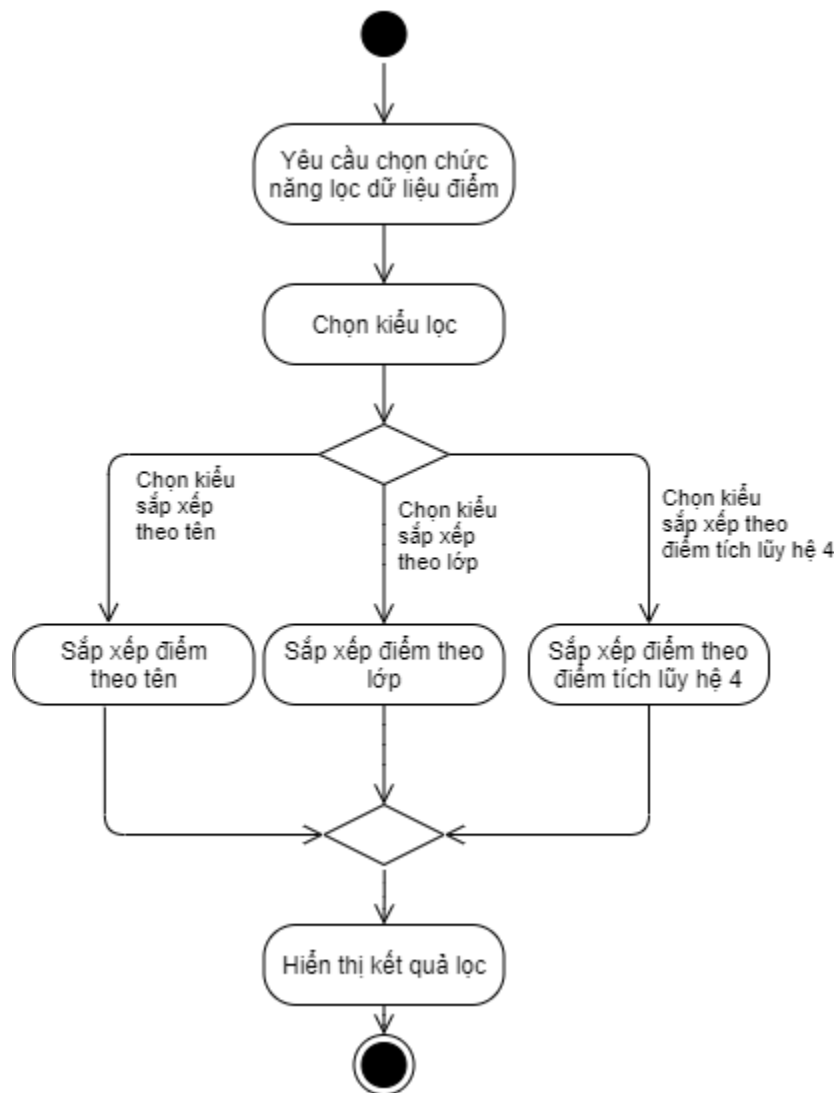 Yêu cầu chọn chức
năng lọc dữ liệu điểm
Chọn kiểu lọc
Chọn kiểu
sắp xếp
theo tên
Chọn kiểu
sắp xếp
theo lớp
Chọn kiểu
sắp xếp theo
điểm tích lũy hệ 4
Sắp xếp điểm
theo tên
Sắp xếp điểm theo
lớp
Sắp xếp điểm theo
điểm tích lũy hệ 4
Hiển thị kết quả lọc